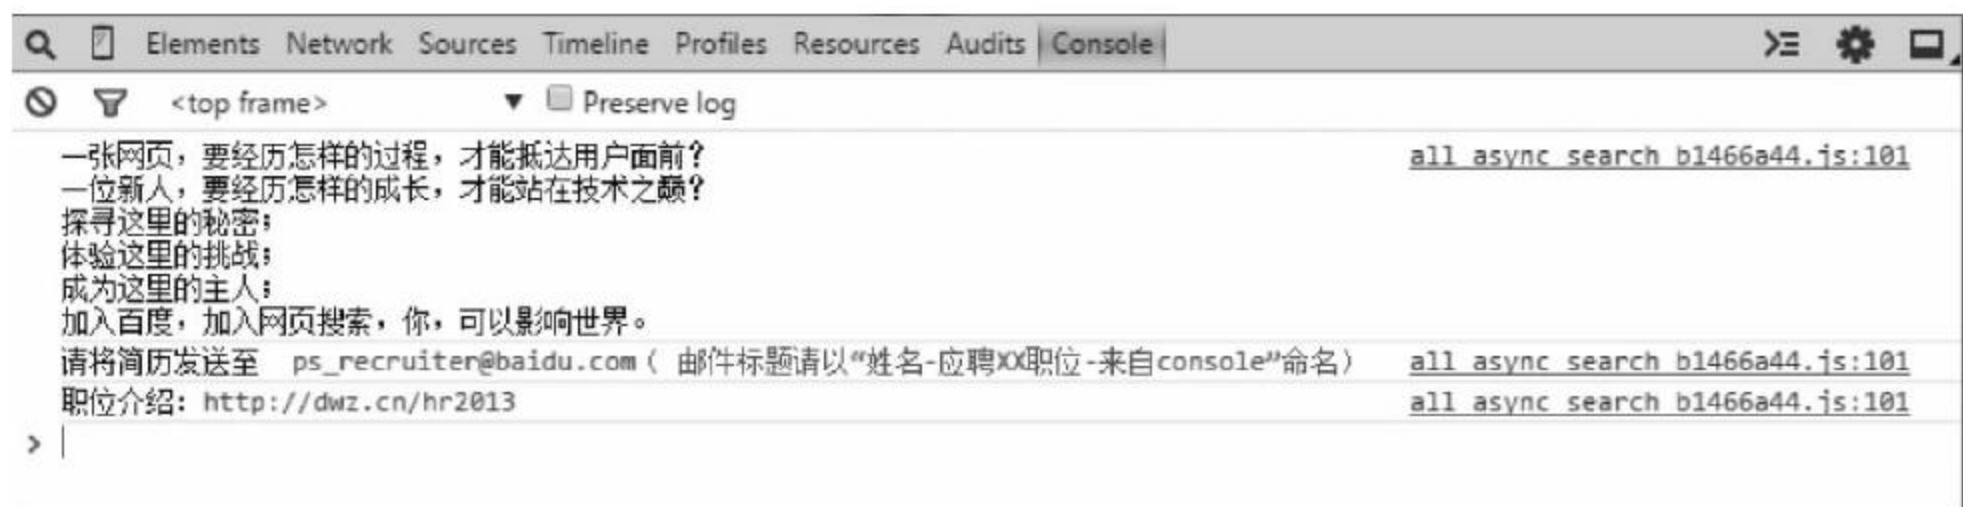 Elements Network Sources Timeline Profiles Resources Audits Console
<top frame> ▼ Preserve log
一张网页，要经历怎样的过程，才能抵达用户面前？ all_async_search_b1466a44.js:101
一位新人，要经历怎样的成长，才能站在技术之巅？
探寻这里的秘密；
体验这里的挑战；
成为这里的主人；
加入百度，加入网页搜索，你，可以影响世界。
请将简历发送至 ps_recruiter@baidu.com（ 邮件标题请以“姓名-应聘XX职位-来自console”命名） all_async_search_b1466a44.js:101
职位介绍：http://dwz.cn/hr2013 all_async_search_b1466a44.js:101
>